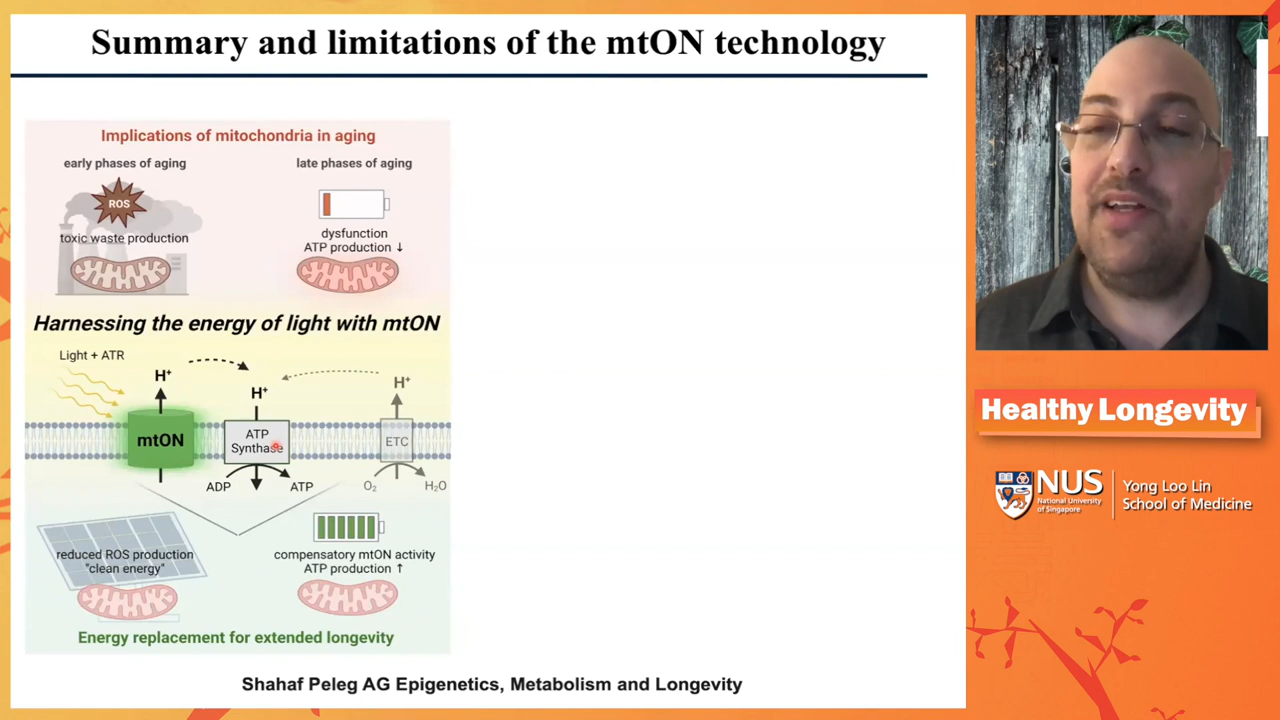 Summary and limitations of the mtON technology
Implications of mitochondria in aging
early phases of aging
late phases of aging
ROS
toxic waste production
dysfunction
ATP production ↓
Harnessing the energy of light with mtON
Light + ATR
H⁺
H⁺
H⁺
mtON
ATP
Synthase
ETC
ADP
ATP
O₂
H₂O
reduced ROS production
"clean energy"
compensatory mtON activity
ATP production ↑
Energy replacement for extended longevity
Shahaf Peleg AG Epigenetics, Metabolism and Longevity
Healthy Longevity
NUS
National University
of Singapore
Yong Loo Lin
School of Medicine